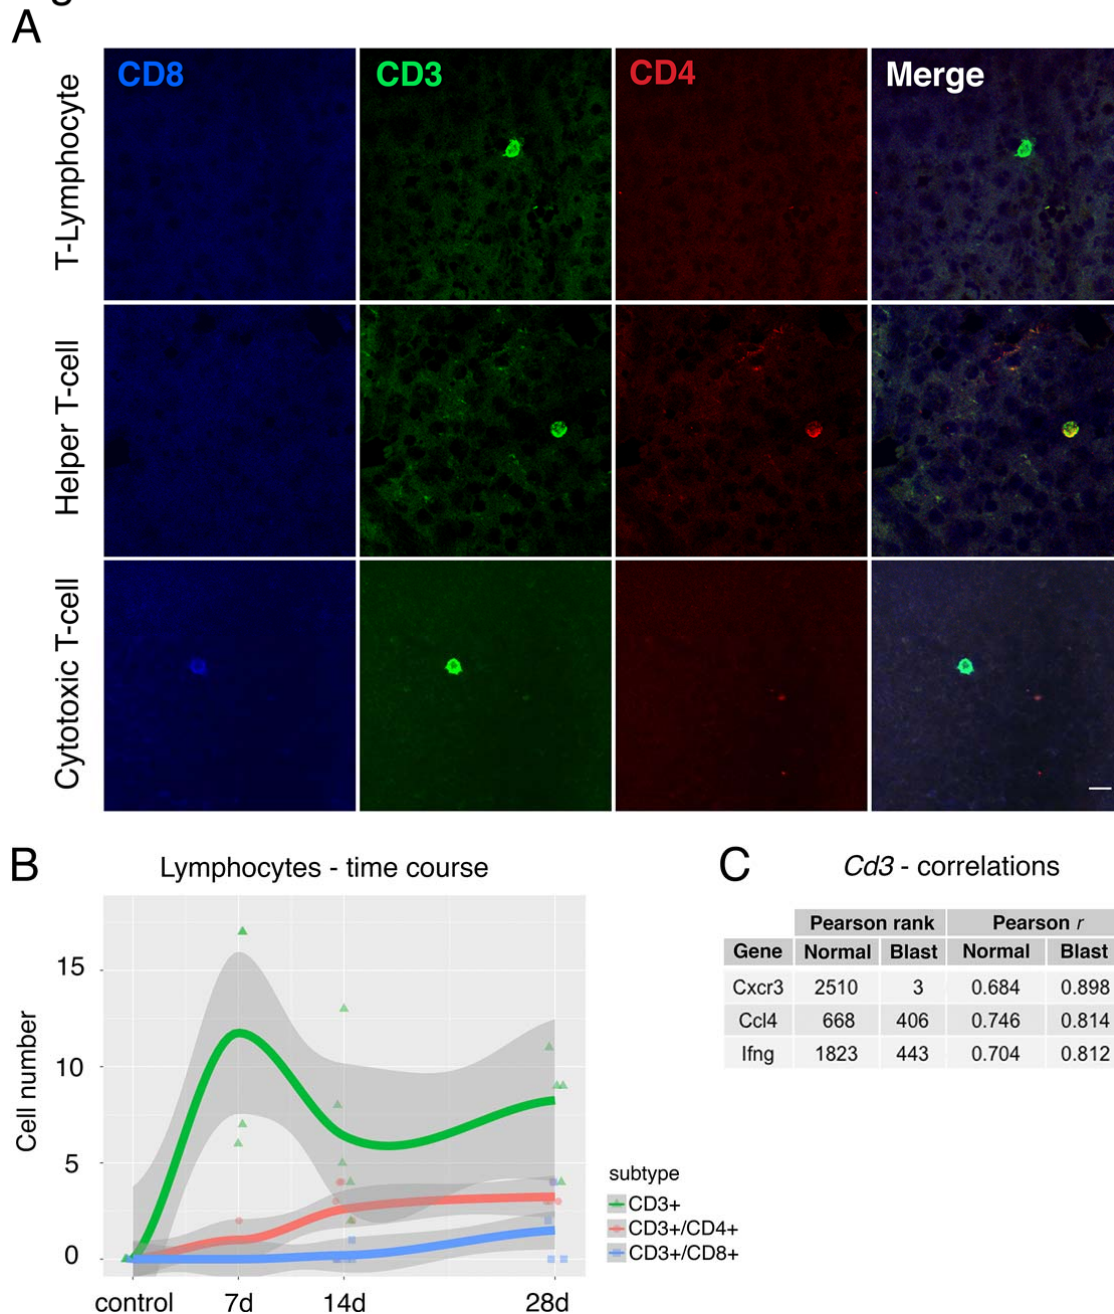 A
CD8 CD3 CD4 Merge
T-Lymphocyte
Helper T-cell
Cytotoxic T-cell
B
Lymphocytes - time course
Cell number
15
10
5
0
control 7d 14d 28d
subtype
CD3+
CD3+/CD4+
CD3+/CD8+
C
Cd3 - correlations
Pearson rank Pearson r
Gene Normal Blast Normal Blast
Cxcr3 2510 3 0.684 0.898
Ccl4 668 406 0.746 0.814
Ifng 1823 443 0.704 0.812